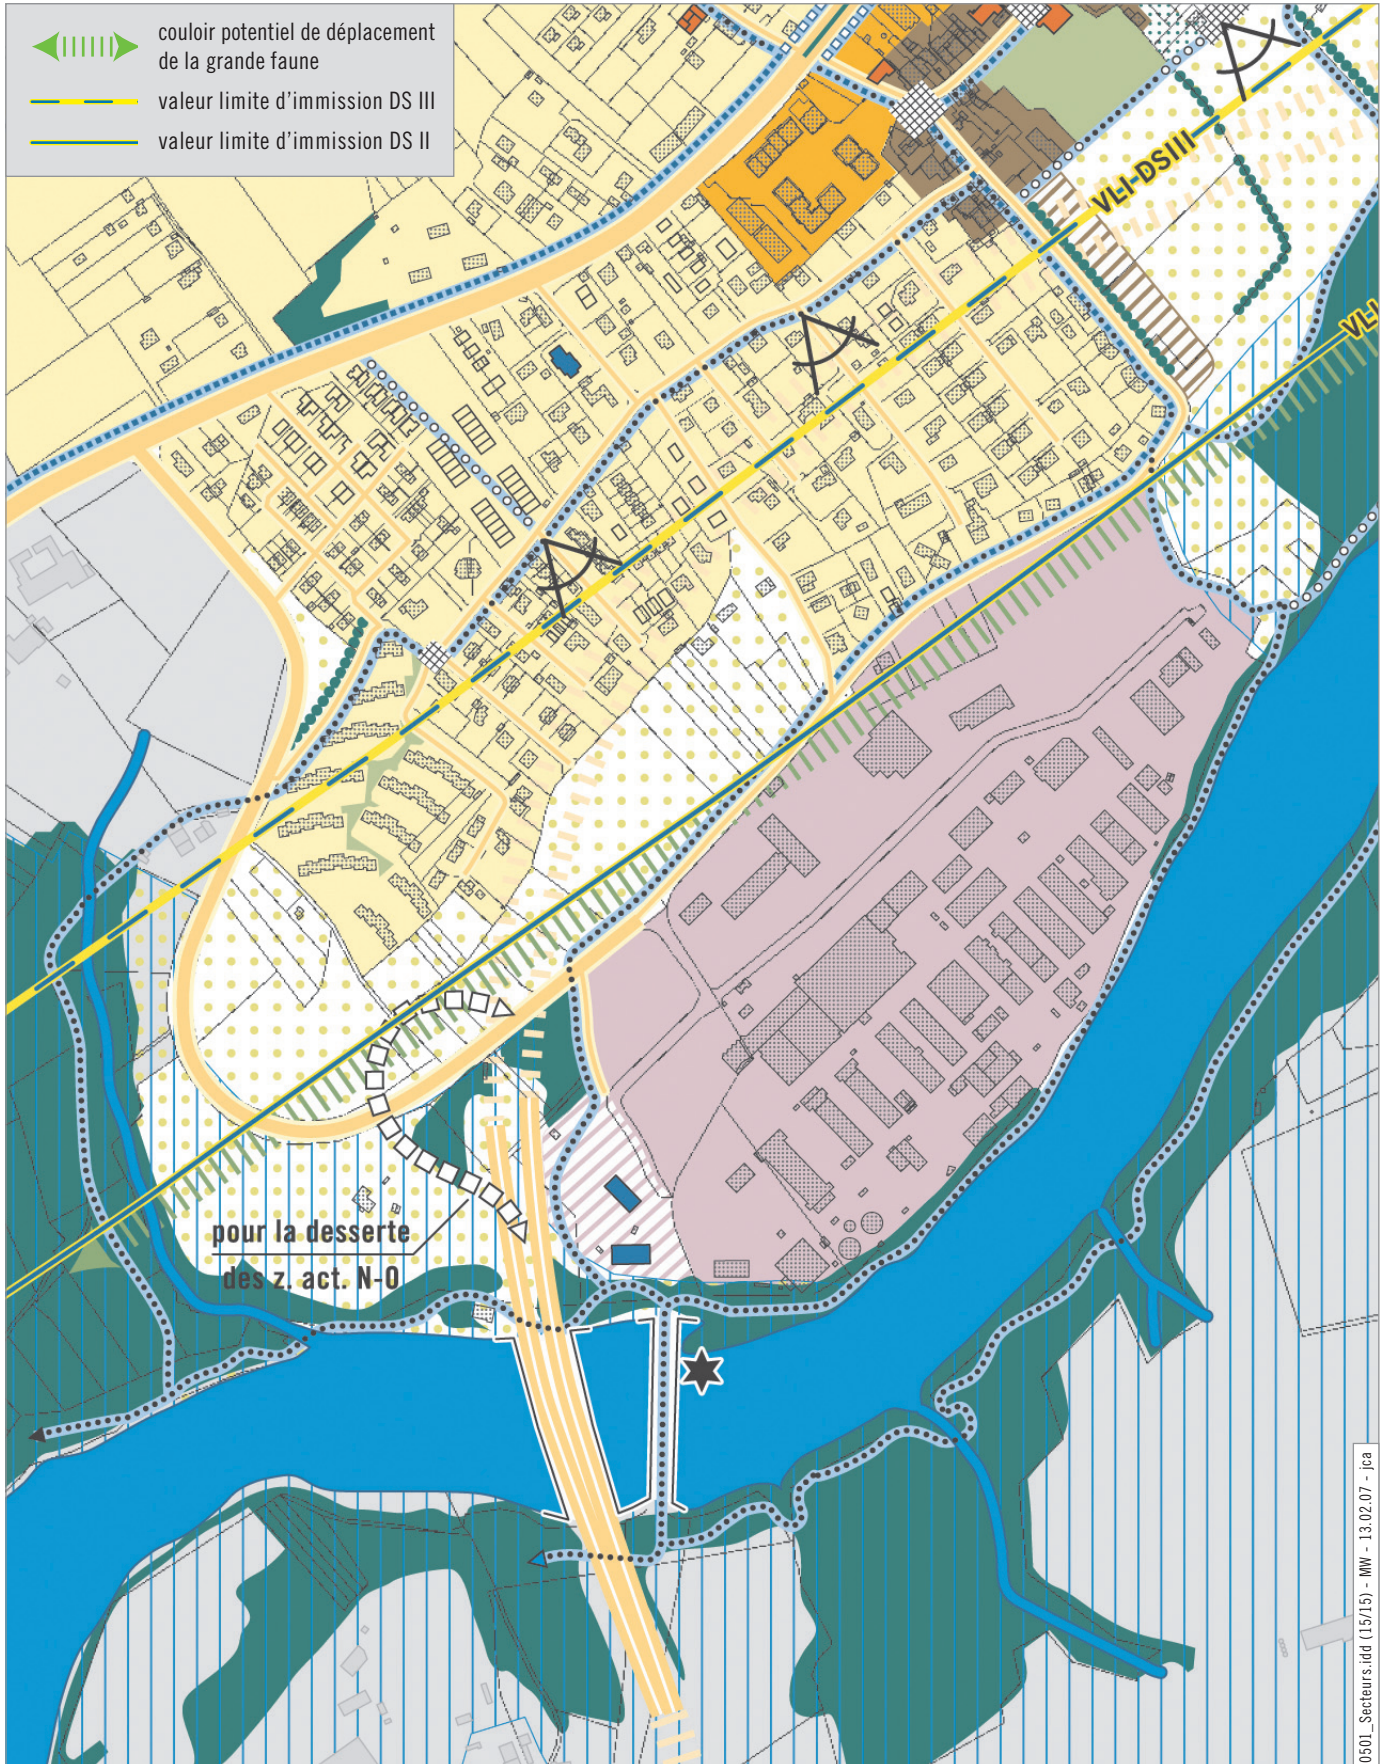 couloir potentiel de déplacement
de la grande faune
valeur limite d'immission DS III
valeur limite d'immission DS II
VLI-DSIII
VLI
pour la desserte
des z. act. N-O
0501_Secteurs.idd (15/15) - MW - 13.02.07 - jca